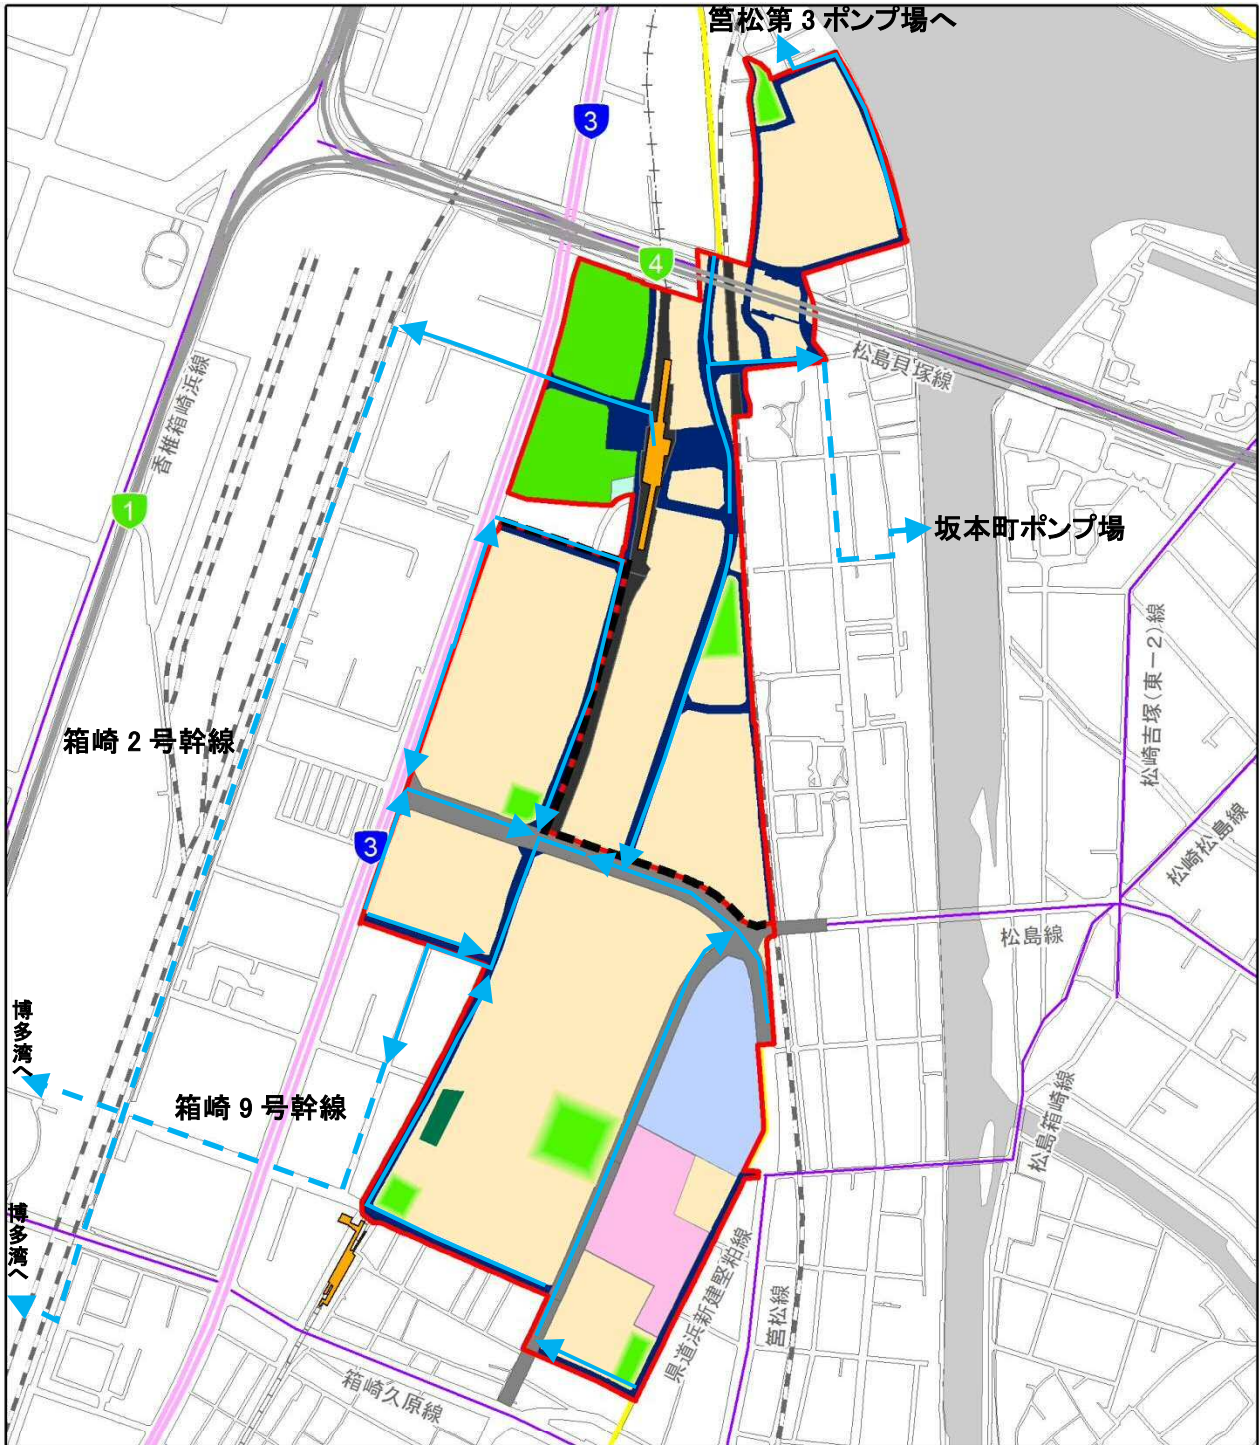 筥松第3ポンプ場へ
3
4
松島貝塚線
香椎箱崎浜線
1
坂本町ポンプ場
松崎吉塚(東－2)線
箱崎2号幹線
松崎松島線
3
松島線
博多湾へ
箱崎9号幹線
松島箱崎線
博多湾へ
県道浜新建堅粕線
筥松線
箱崎久原線